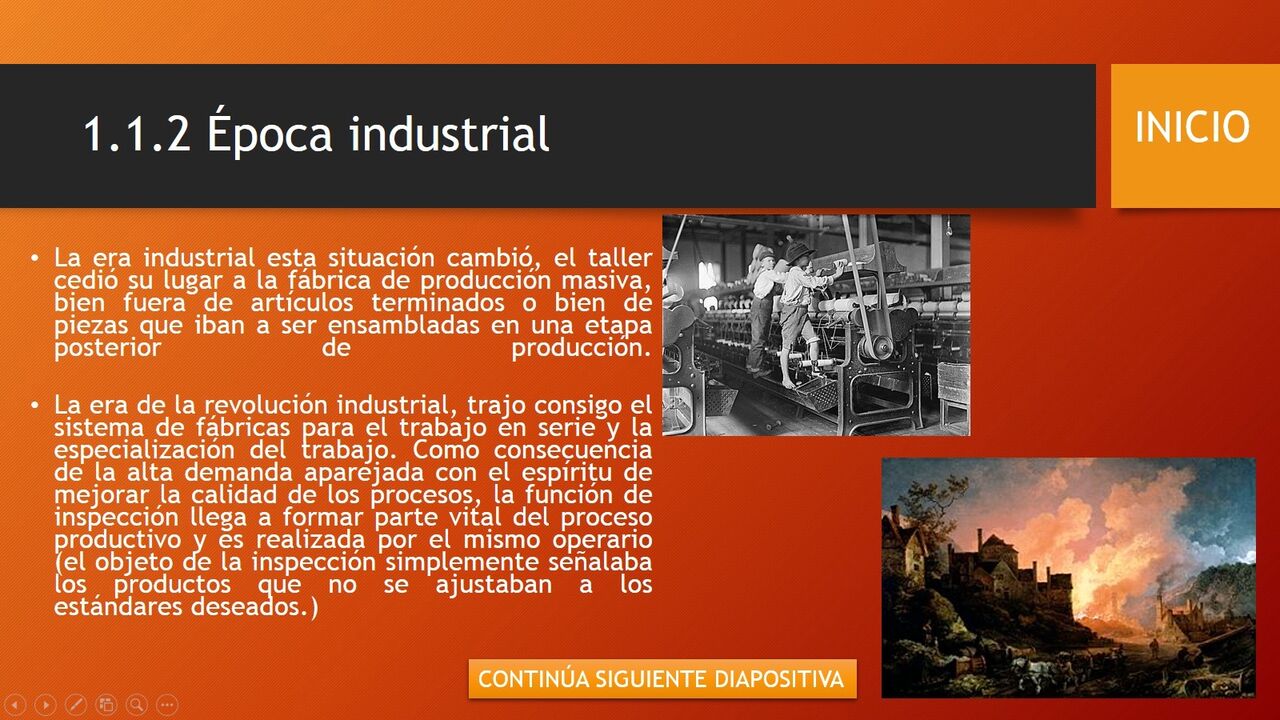 1.1.2 Época industrial
INICIO
• La era industrial esta situación cambió, el taller
cedió su lugar a la fábrica de producción masiva,
bien fuera de artículos terminados o bien de
piezas que iban a ser ensambladas en una etapa
posterior de producción.
• La era de la revolución industrial, trajo consigo el
sistema de fábricas para el trabajo en serie y la
especialización del trabajo. Como consecuencia
de la alta demanda aparejada con el espíritu de
mejorar la calidad de los procesos, la función de
inspección llega a formar parte vital del proceso
productivo y es realizada por el mismo operario
(el objeto de la inspección simplemente señalaba
los productos que no se ajustaban a los
estándares deseados.)
CONTINÚA SIGUIENTE DIAPOSITIVA